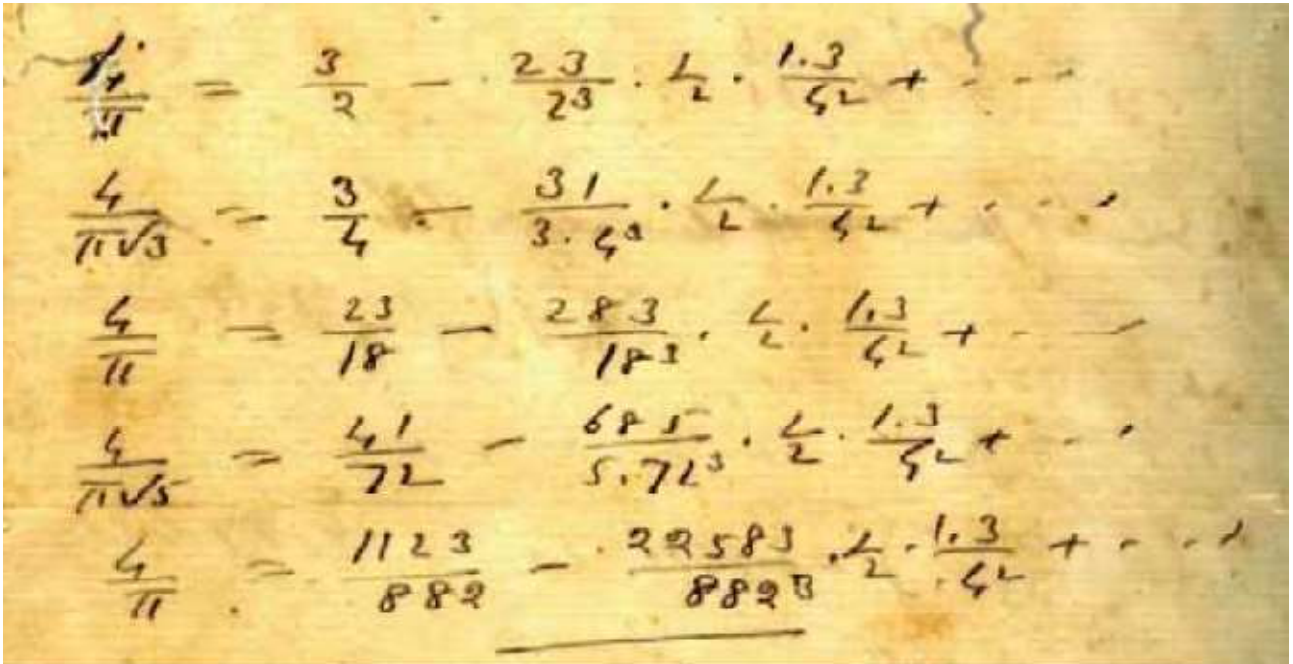 4/π = 3/2 - 23/2³ · 1/2 · 1.3/4² + · · ·
4/π√3 = 3/4 - 31/3.4³ · 1/2 · 1.3/4² + · · ·
4/π = 23/18 - 283/18³ · 1/2 · 1.3/4² + · · ·
4/π√5 = 41/72 - 685/5.72³ · 1/2 · 1.3/4² + · · ·
4/π = 1123/882 - 22583/882³ · 1/2 · 1.3/4² + · · ·